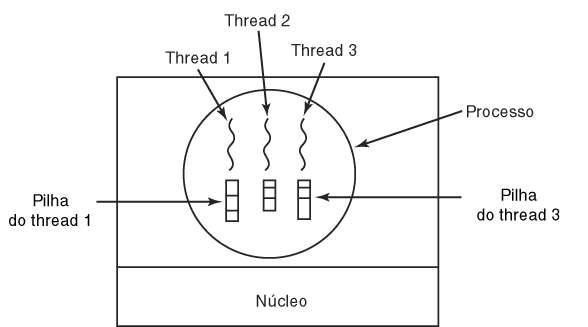 Thread 2
Thread 1
Thread 3
Processo
Pilha
do thread 1
Pilha
do thread 3
Núcleo